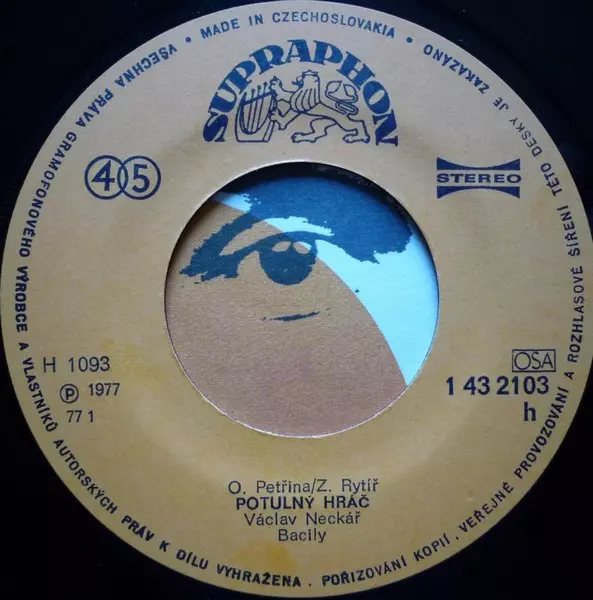 VŠECHNA PRÁVA GRAMOFONOVÉHO VÝROBCE A VLASTNÍKŮ AUTORSKÝCH PRÁV K DÍLU VYHRAŽENA . POŘIZOVÁNÍ KOPIÍ . VEŘEJNÉ PROVOZOVÁNÍ A ROZHLASOVÉ ŠÍŘENÍ TÉTO DESKY JE ZAKÁZÁNO • MADE IN CZECHOSLOVAKIA •
SUPRAPHON
45
STEREO
H 1093
℗ 1977
77 1
OSA
1 43 2103
h
O. Petřina/Z. Rytíř
POTULNÝ HRÁČ
Václav Neckář
Bacily